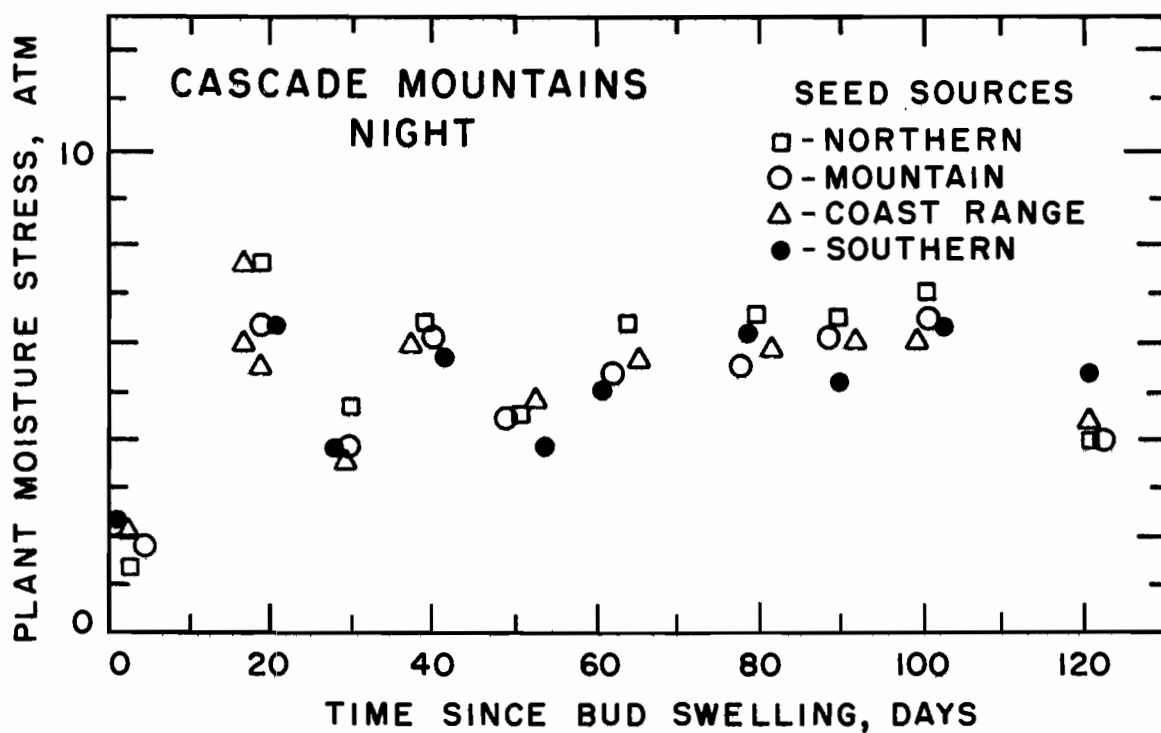 PLANT MOISTURE STRESS, ATM
CASCADE MOUNTAINS
NIGHT
SEED SOURCES
- NORTHERN
- MOUNTAIN
- COAST RANGE
- SOUTHERN
10
0
0 20 40 60 80 100 120
TIME SINCE BUD SWELLING, DAYS